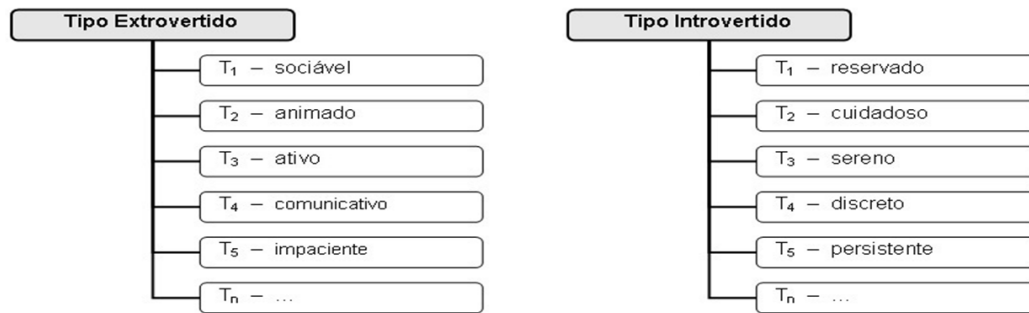 Tipo Extrovertido
T₁ – sociável
T₂ – animado
T₃ – ativo
T₄ – comunicativo
T₅ – impaciente
Tₙ – ...
Tipo Introvertido
T₁ – reservado
T₂ – cuidadoso
T₃ – sereno
T₄ – discreto
T₅ – persistente
Tₙ – ...